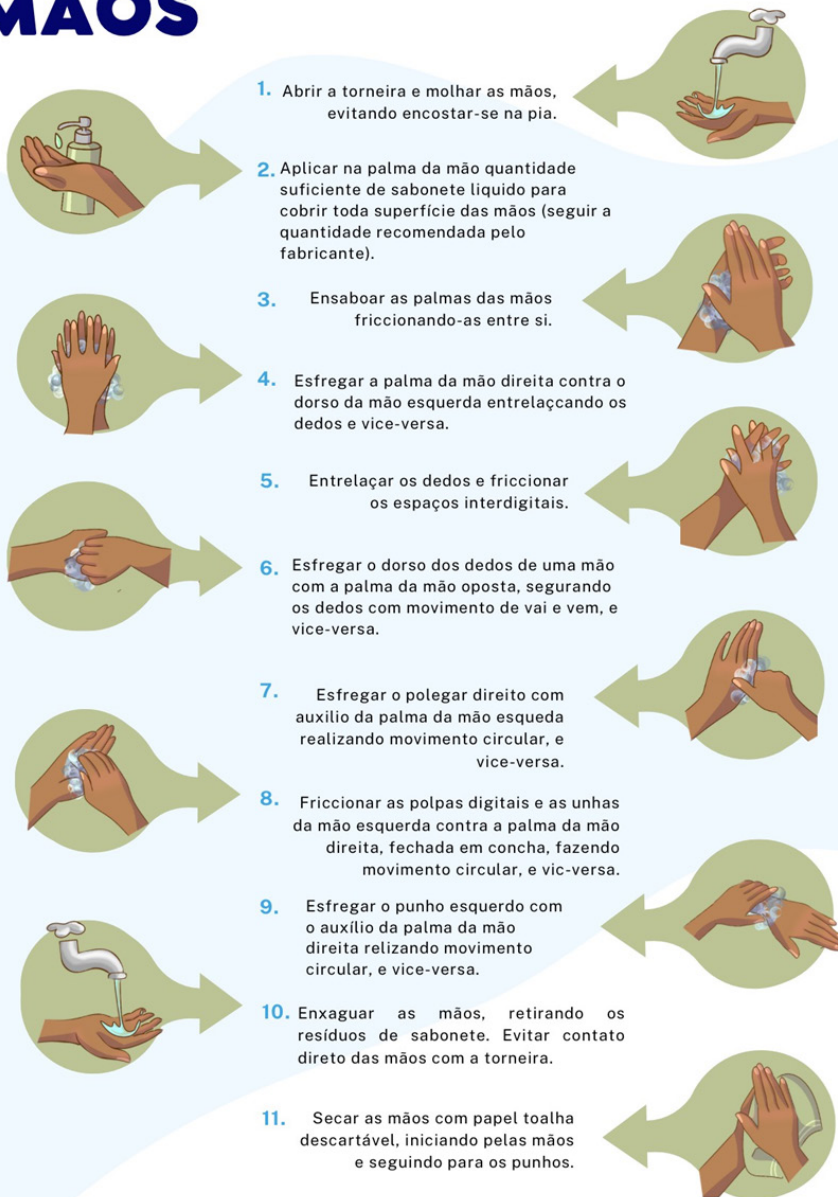 MÃOS
1. Abrir a torneira e molhar as mãos,
evitando encostar-se na pia.
2. Aplicar na palma da mão quantidade
suficiente de sabonete liquido para
cobrir toda superfície das mãos (seguir a
quantidade recomendada pelo
fabricante).
3. Ensaboar as palmas das mãos
friccionando-as entre si.
4. Esfregar a palma da mão direita contra o
dorso da mão esquerda entrelaçcando os
dedos e vice-versa.
5. Entrelaçar os dedos e friccionar
os espaços interdigitais.
6. Esfregar o dorso dos dedos de uma mão
com a palma da mão oposta, segurando
os dedos com movimento de vai e vem, e
vice-versa.
7. Esfregar o polegar direito com
auxilio da palma da mão esqueda
realizando movimento circular, e
vice-versa.
8. Friccionar as polpas digitais e as unhas
da mão esquerda contra a palma da mão
direita, fechada em concha, fazendo
movimento circular, e vic-versa.
9. Esfregar o punho esquerdo com
o auxílio da palma da mão
direita relizando movimento
circular, e vice-versa.
10. Enxaguar as mãos, retirando os
resíduos de sabonete. Evitar contato
direto das mãos com a torneira.
11. Secar as mãos com papel toalha
descartável, iniciando pelas mãos
e seguindo para os punhos.